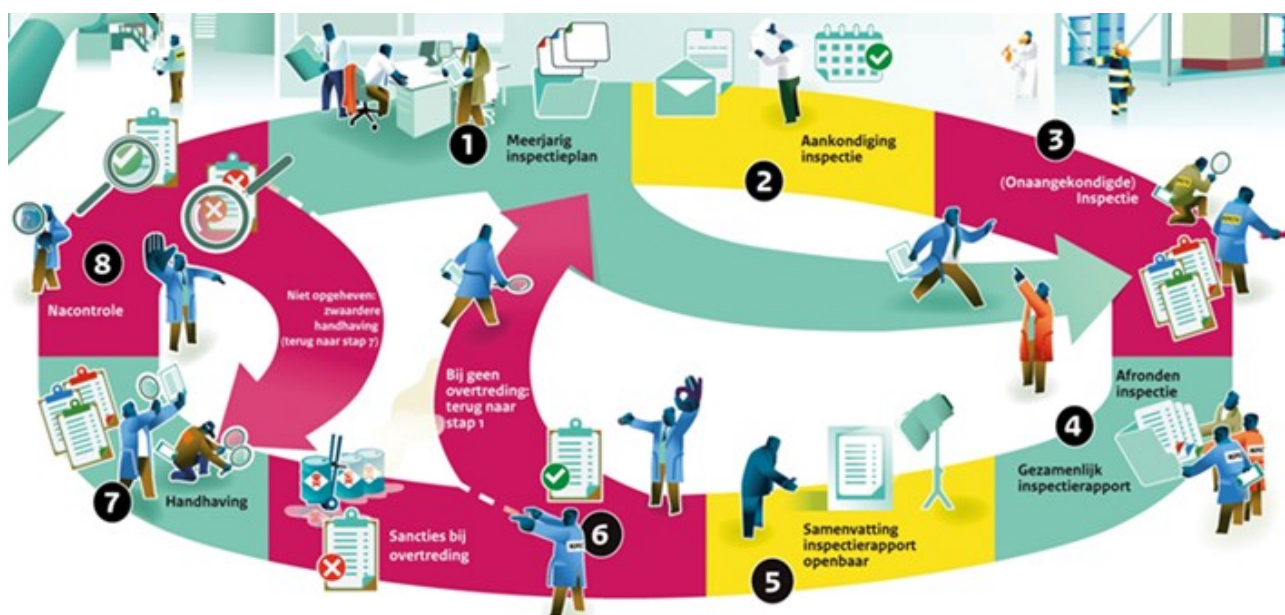 1
Meerjarig
inspectieplan
2
Aankondiging
inspectie
3
(Onaangekondigde)
Inspectie
Afronden
inspectie
4
Gezamenlijk
inspectierapport
5
Samenvatting
inspectierapport
openbaar
6
Bij geen
overtreding:
terug naar
stap 1
Sancties bij
overtreding
7
Handhaving
8
Nacontrole
Niet opgeheven:
zwaardere
handhaving
(terug naar stap 7)